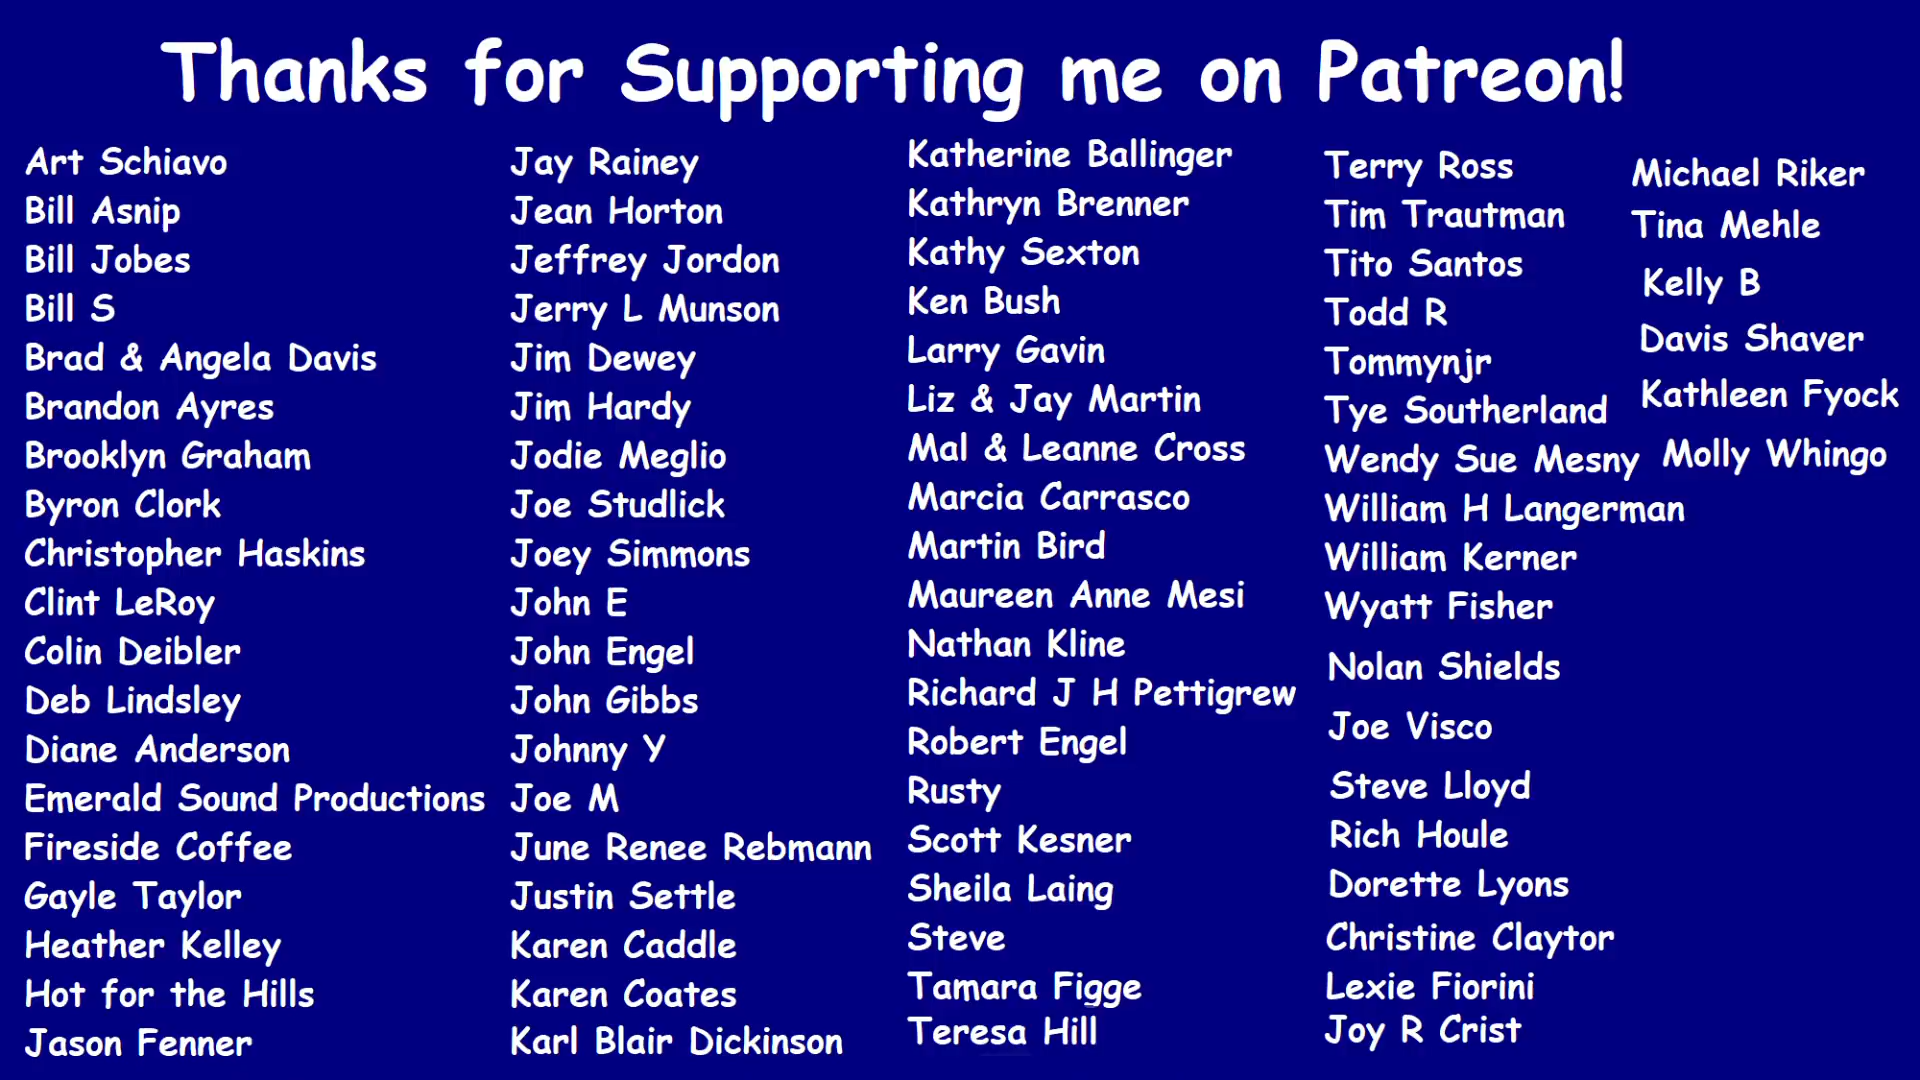 Thanks for Supporting me on Patreon!
Art Schiavo
Bill Asnip
Bill Jobes
Bill S
Brad & Angela Davis
Brandon Ayres
Brooklyn Graham
Byron Clork
Christopher Haskins
Clint LeRoy
Colin Deibler
Deb Lindsley
Diane Anderson
Emerald Sound Productions
Fireside Coffee
Gayle Taylor
Heather Kelley
Hot for the Hills
Jason Fenner
Jay Rainey
Jean Horton
Jeffrey Jordon
Jerry L Munson
Jim Dewey
Jim Hardy
Jodie Meglio
Joe Studlick
Joey Simmons
John E
John Engel
John Gibbs
Johnny Y
Joe M
June Renee Rebmann
Justin Settle
Karen Caddle
Karen Coates
Karl Blair Dickinson
Katherine Ballinger
Kathryn Brenner
Kathy Sexton
Ken Bush
Larry Gavin
Liz & Jay Martin
Mal & Leanne Cross
Marcia Carrasco
Martin Bird
Maureen Anne Mesi
Nathan Kline
Richard J H Pettigrew
Robert Engel
Rusty
Scott Kesner
Sheila Laing
Steve
Tamara Figge
Teresa Hill
Terry Ross
Tim Trautman
Tito Santos
Todd R
Tommynjr
Tye Southerland
Wendy Sue Mesny
William H Langerman
William Kerner
Wyatt Fisher
Nolan Shields
Joe Visco
Steve Lloyd
Rich Houle
Dorette Lyons
Christine Claytor
Lexie Fiorini
Joy R Crist
Michael Riker
Tina Mehle
Kelly B
Davis Shaver
Kathleen Fyock
Molly Whingo